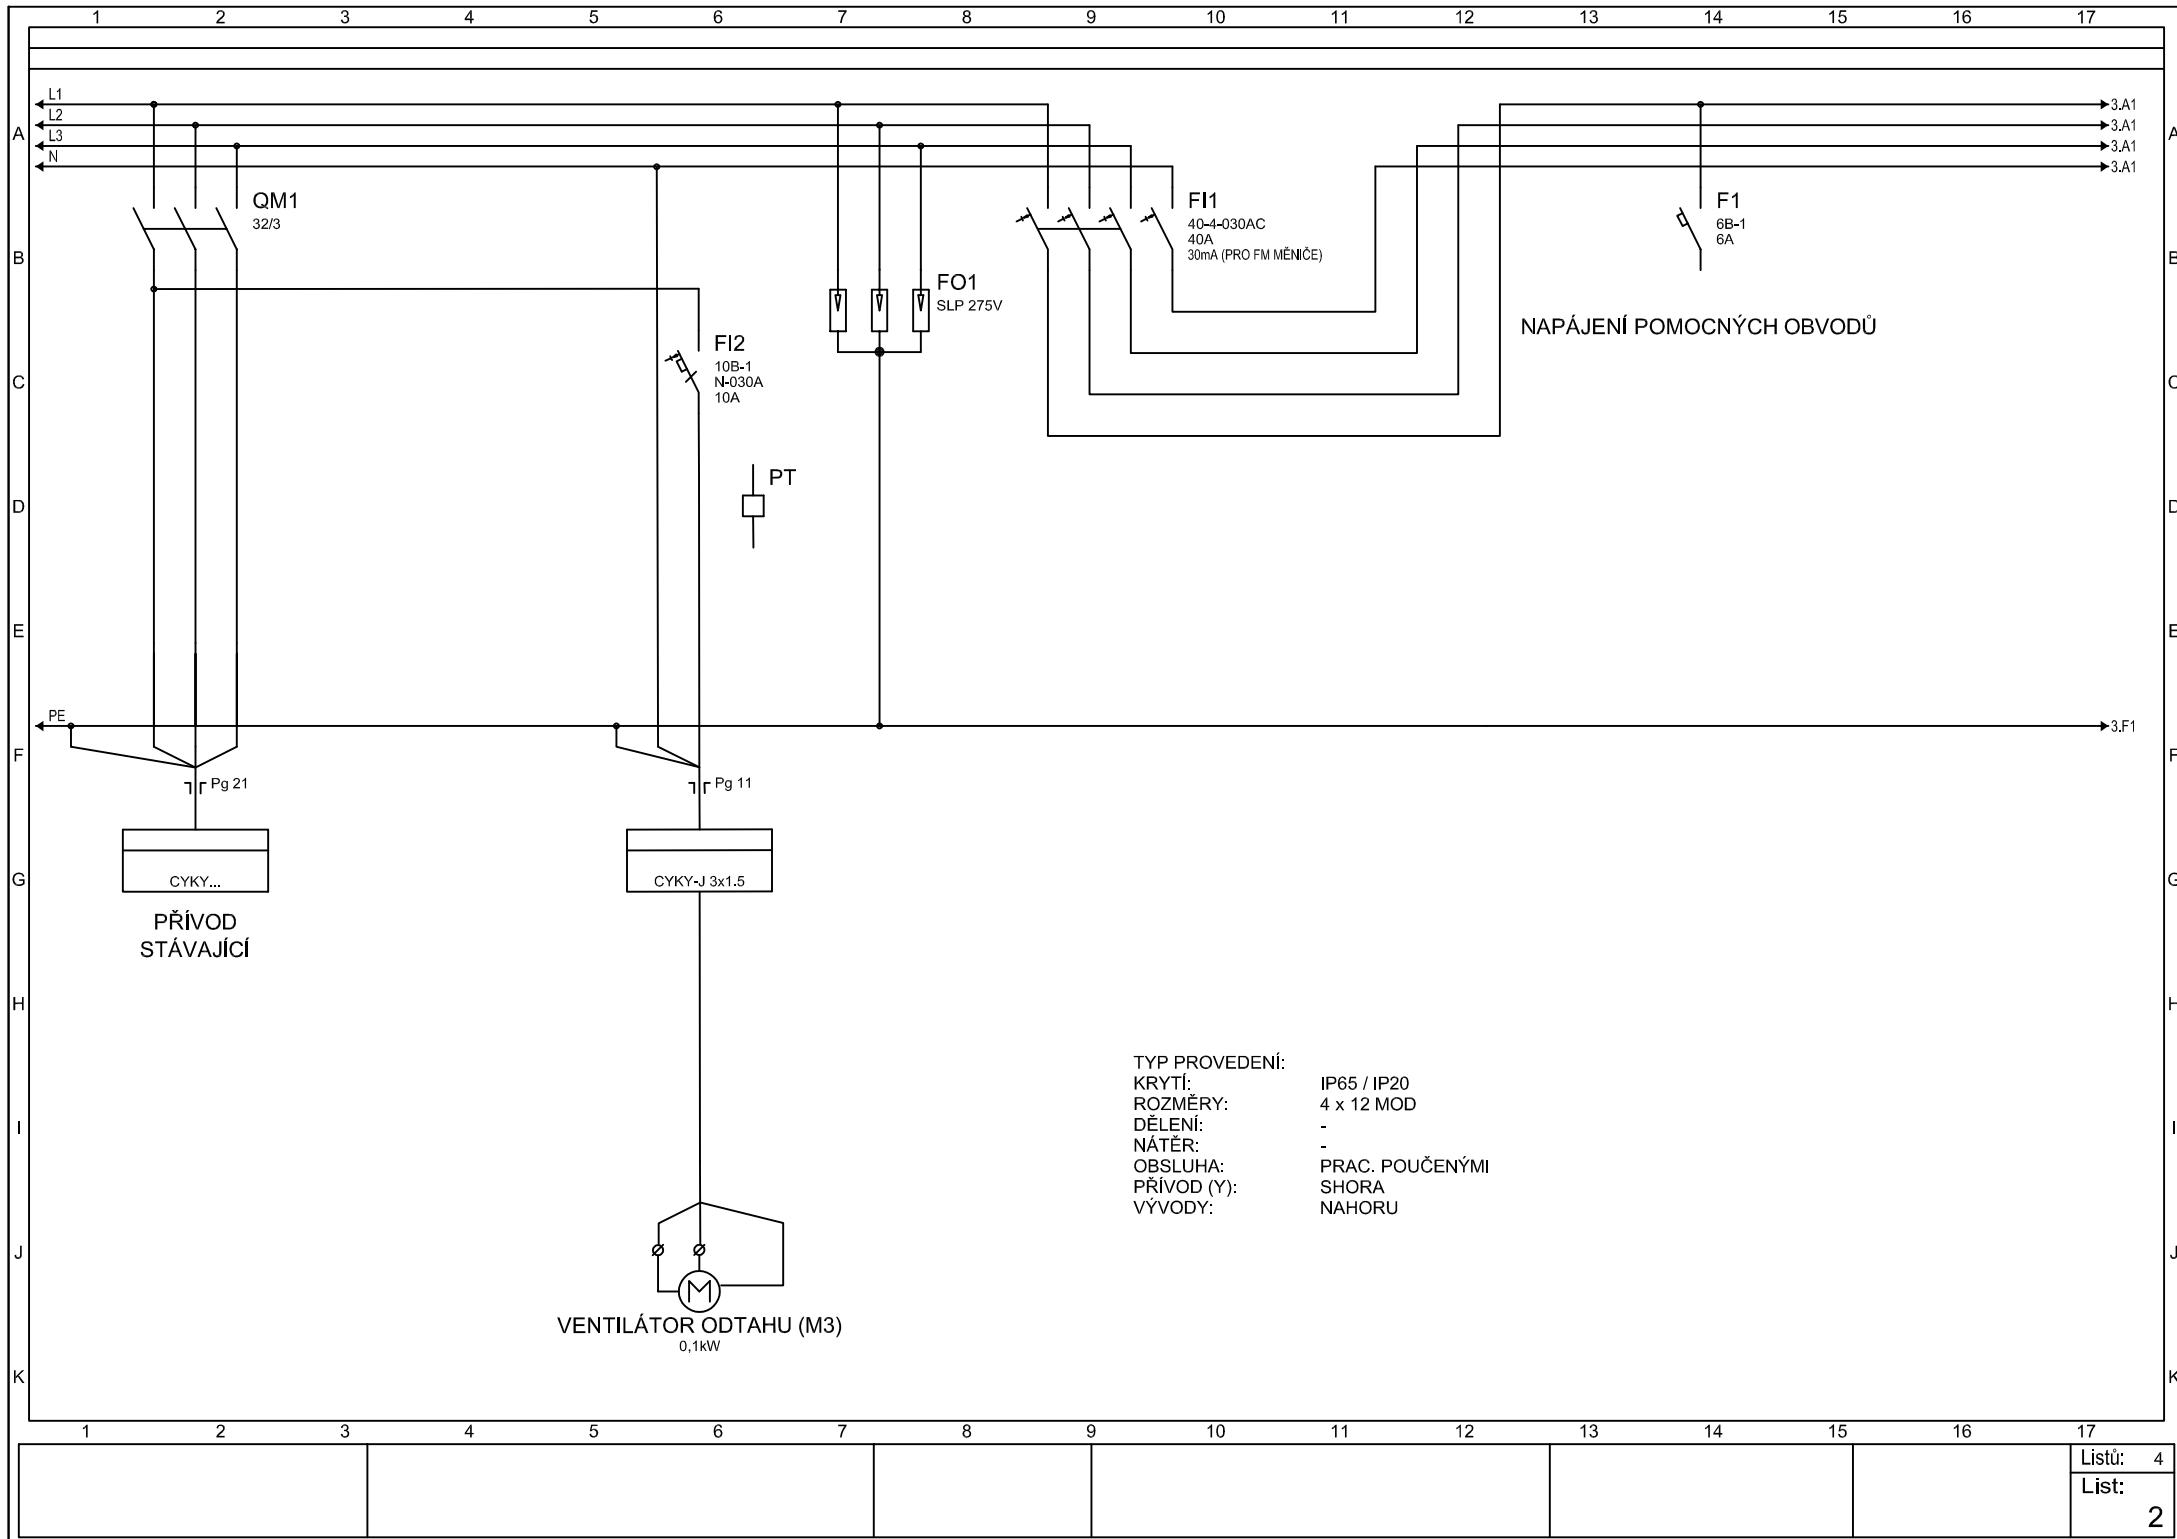 1 2 3 4 5 6 7 8 9 10 11 12 13 14 15 16 17
L1 3.A1
L2 3.A1
A A
L3 3.A1
N 3.A1
QM1
32/3
FI1
40-4-030AC
40A
30mA (PRO FM MĚNIČE)
F1
6B-1
6A
B B
FO1
SLP 275V
NAPÁJENÍ POMOCNÝCH OBVODŮ
FI2
10B-1
N-030A
10A
C C
PT
D D
E E
PE 3.F1
F F
Pg 21 Pg 11
G G
CYKY... CYKY-J 3x1.5
PŘÍVOD
STÁVAJÍCÍ
H H
TYP PROVEDENÍ:
KRYTÍ: IP65 / IP20
ROZMĚRY: 4 x 12 MOD
DĚLENÍ: -
I I
NÁTĚR: -
OBSLUHA: PRAC. POUČENÝMI
PŘÍVOD (Y): SHORA
VÝVODY: NAHORU
J J
M
VENTILÁTOR ODTAHU (M3)
0,1kW
K K
1 2 3 4 5 6 7 8 9 10 11 12 13 14 15 16 17
Listů: 4
List:
2